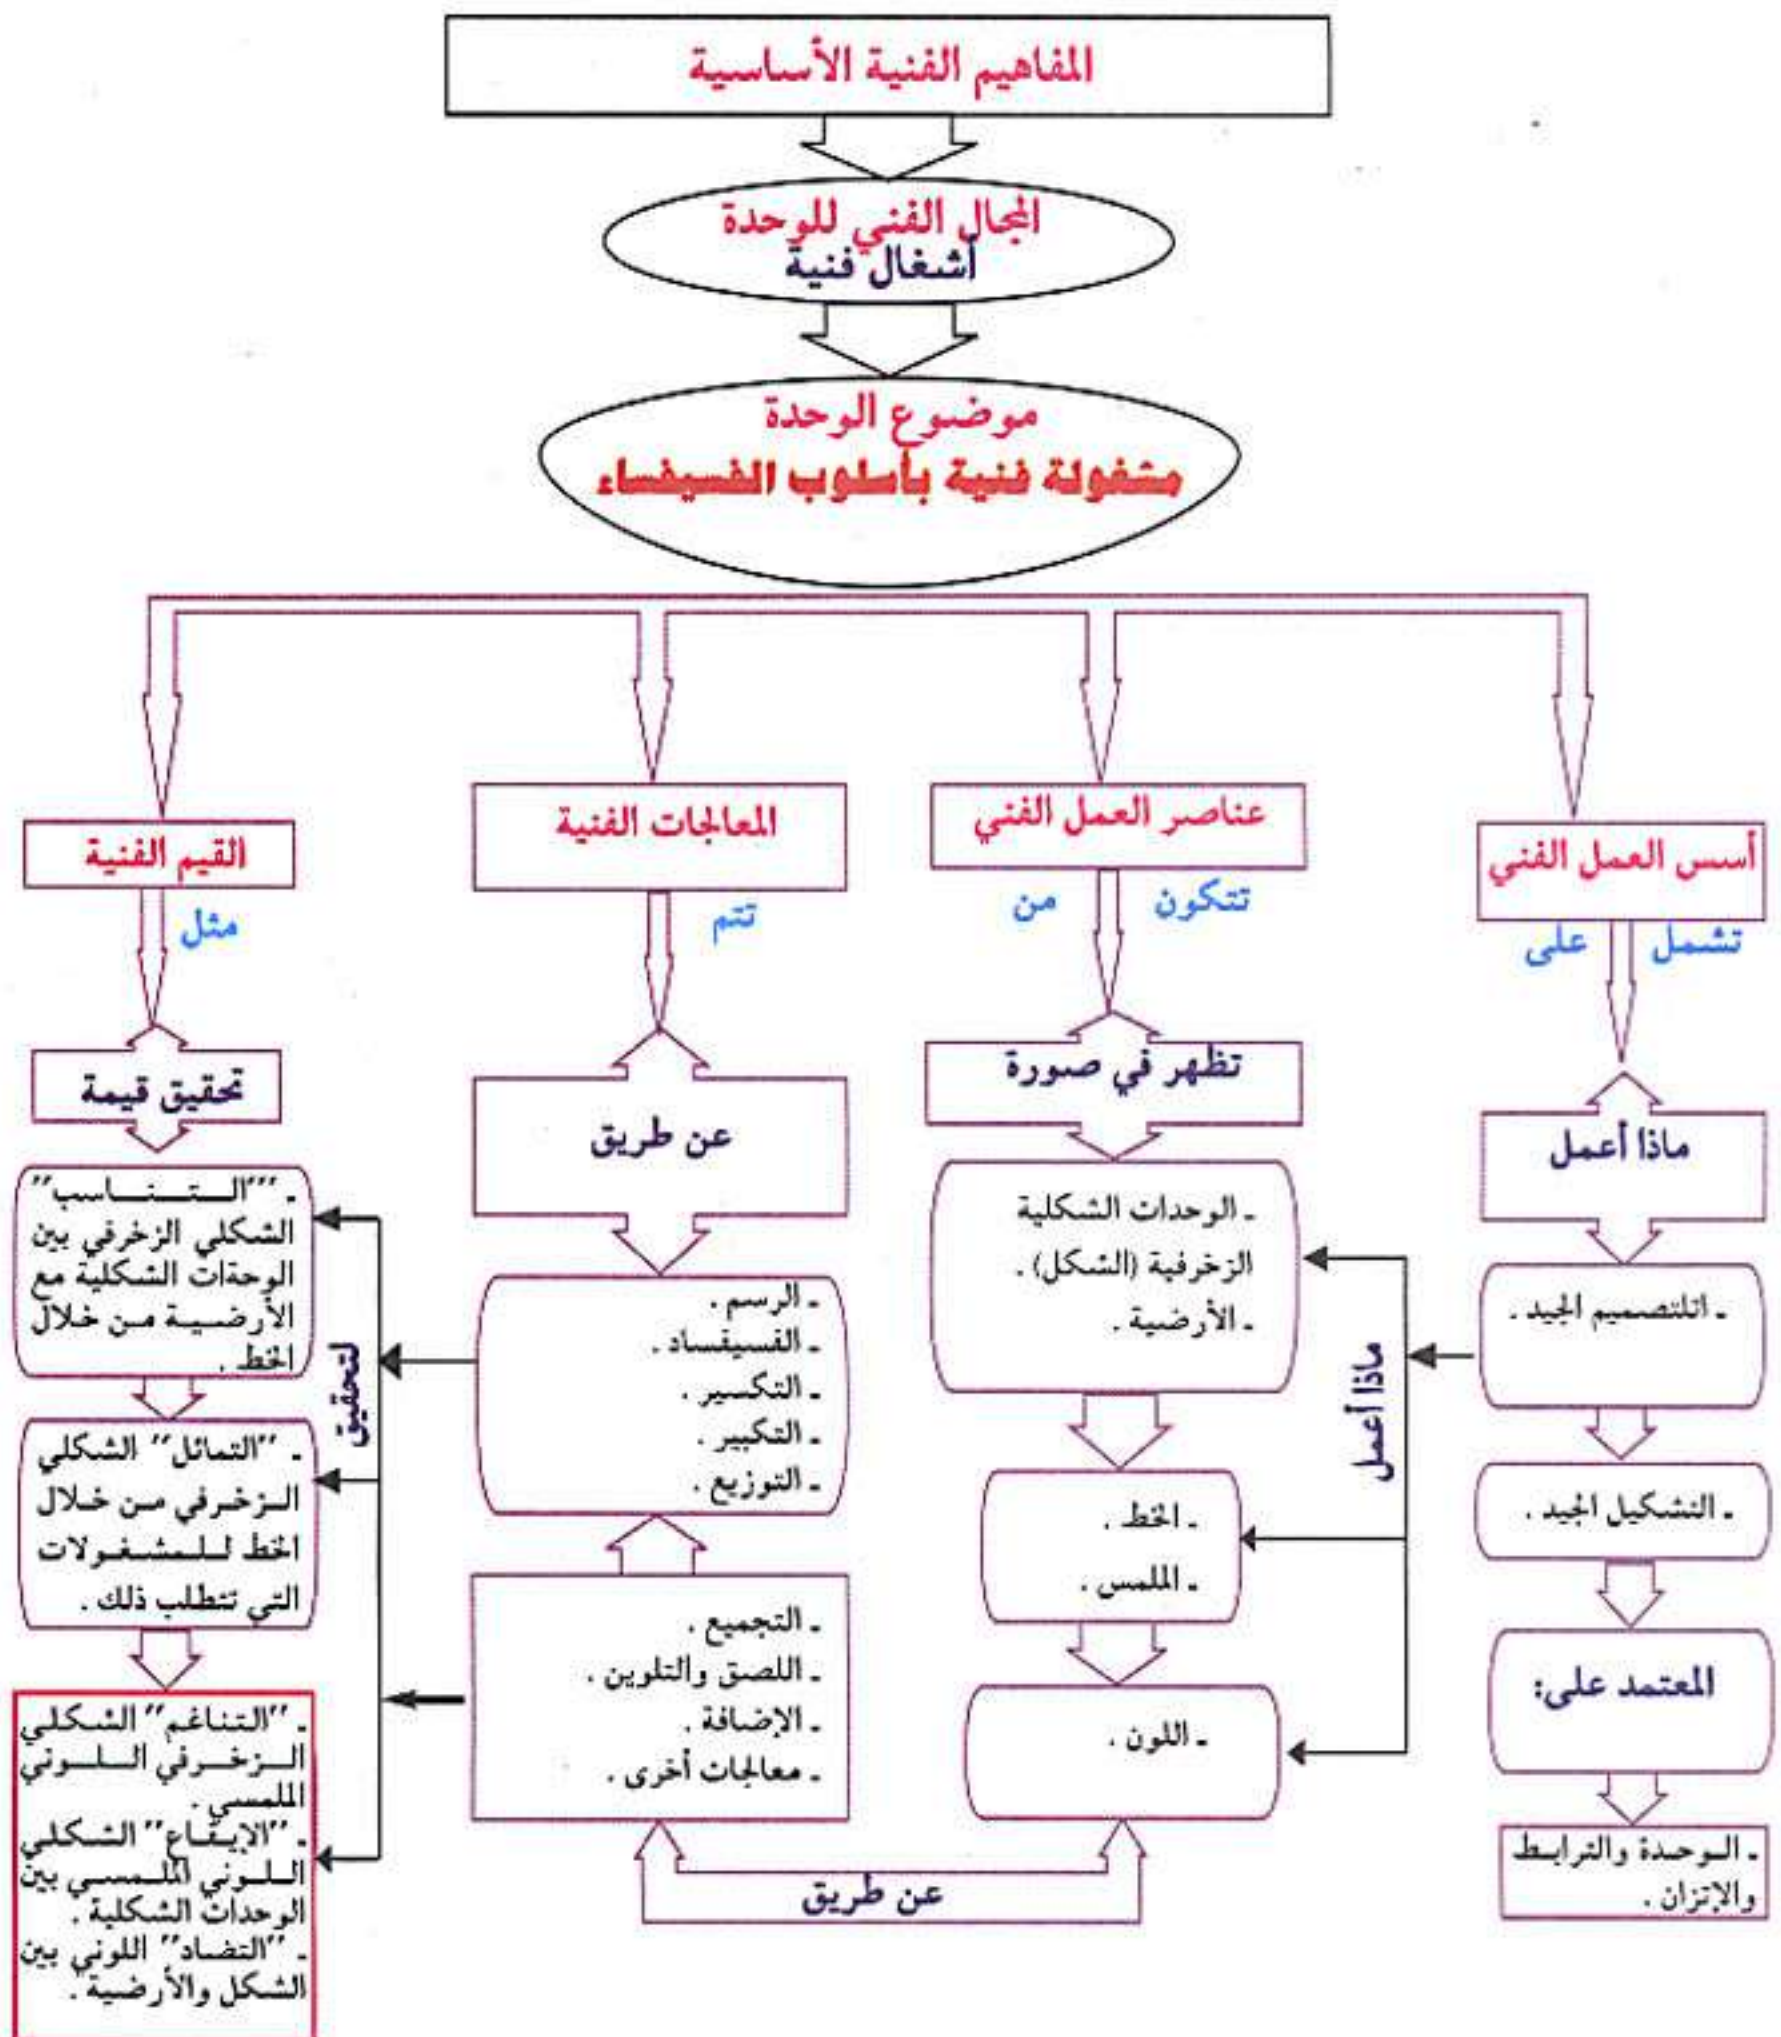 المفاهيم الفنية الأساسية
المجال الفني للوحدة
أشغال فنية
موضوع الوحدة
مشغولة فنية بأسلوب الفسيفساء
أسس العمل الفني
تشمل على
ماذا أعمل
ـ اتلتصميم الجيد .
ـ التشكيل الجيد .
المعتمد على:
ـ الوحدة والترابط
والإتزان .
ماذا أعمل
عناصر العمل الفني
تتكون من
تظهر في صورة
ـ الوحدات الشكلية
الزخرفية (الشكل) .
ـ الأرضية .
ـ الخط .
ـ الملمس .
ـ اللون .
عن طريق
المعالجات الفنية
تتم
عن طريق
ـ الرسم .
ـ الفسيفساد .
ـ التكسير .
ـ التكبير .
ـ التوزيع .
ـ التجميع .
ـ اللصق والتلوين .
ـ الإضافة .
ـ معالجات أخرى .
لتحقيق
القيم الفنية
مثل
تحقيق قيمة
ـ "'التناسب"
الشكلي الزخرفي بين
الوحةات الشكلية مع
الأرضية من خلال
الخط .
ـ "التماثل" الشكلي
الزخرفي من خلال
الخط للمشغولات
التي تتطلب ذلك .
ـ "التناغم" الشكلي
الزخرفي اللوني
الملمسي .
ـ "الإيقاع" الشكلي
اللوني الملمسي بين
الوحدات الشكلية .
ـ "التضاد" اللوني بين
الشكل والأرضية .